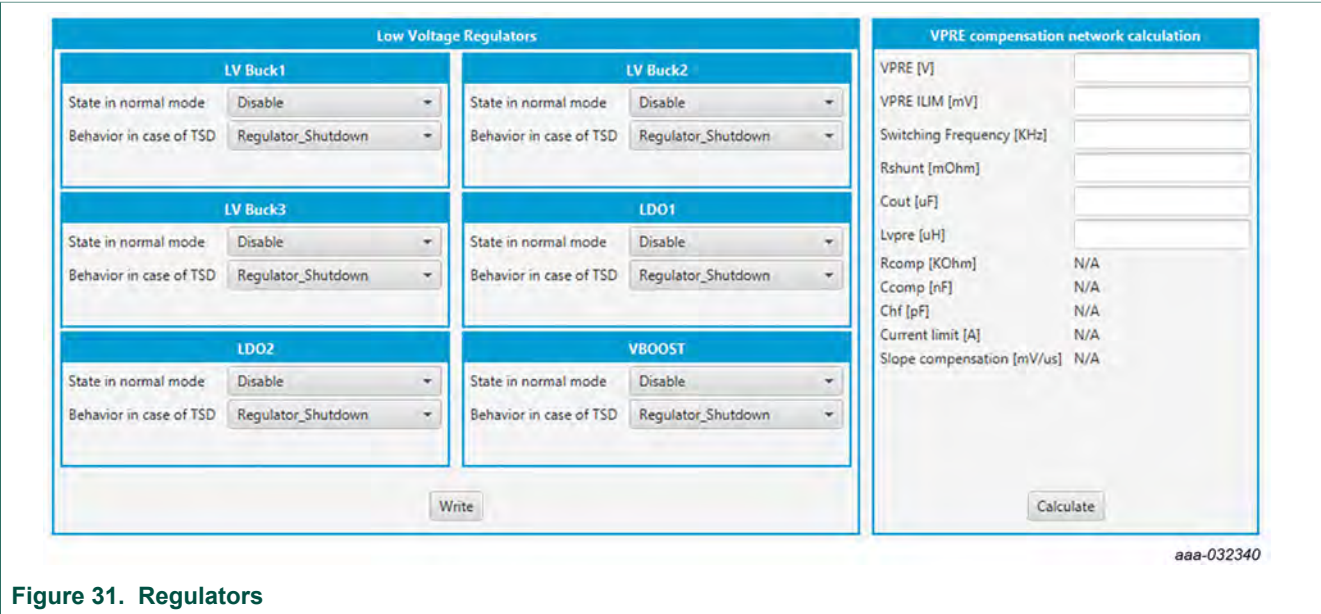 Low Voltage Regulators
LV Buck1
State in normal mode Disable
Behavior in case of TSD Regulator_Shutdown
LV Buck2
State in normal mode Disable
Behavior in case of TSD Regulator_Shutdown
LV Buck3
State in normal mode Disable
Behavior in case of TSD Regulator_Shutdown
LDO1
State in normal mode Disable
Behavior in case of TSD Regulator_Shutdown
LDO2
State in normal mode Disable
Behavior in case of TSD Regulator_Shutdown
VBOOST
State in normal mode Disable
Behavior in case of TSD Regulator_Shutdown
Write
VPRE compensation network calculation
VPRE [V]
VPRE ILIM [mV]
Switching Frequency [KHz]
Rshunt [mOhm]
Cout [uF]
Lvpre [uH]
Rcomp [KOhm] N/A
Ccomp [nF] N/A
Chf [pF] N/A
Current limit [A] N/A
Slope compensation [mV/us] N/A
Calculate
aaa-032340
Figure 31. Regulators